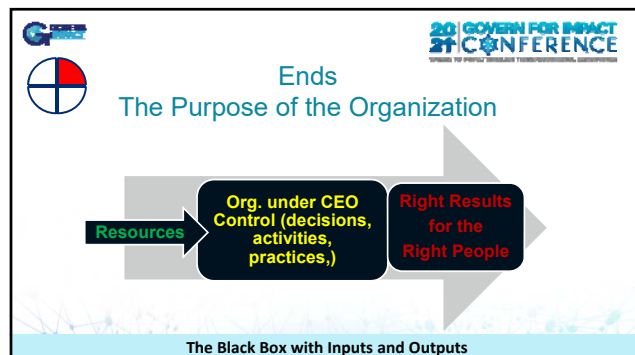 20 GOVERN FOR IMPACT
21 CONFERENCE
Ends
The Purpose of the Organization
Resources
Org. under CEO
Control (decisions,
activities,
practices,)
Right Results
for the
Right People
The Black Box with Inputs and Outputs